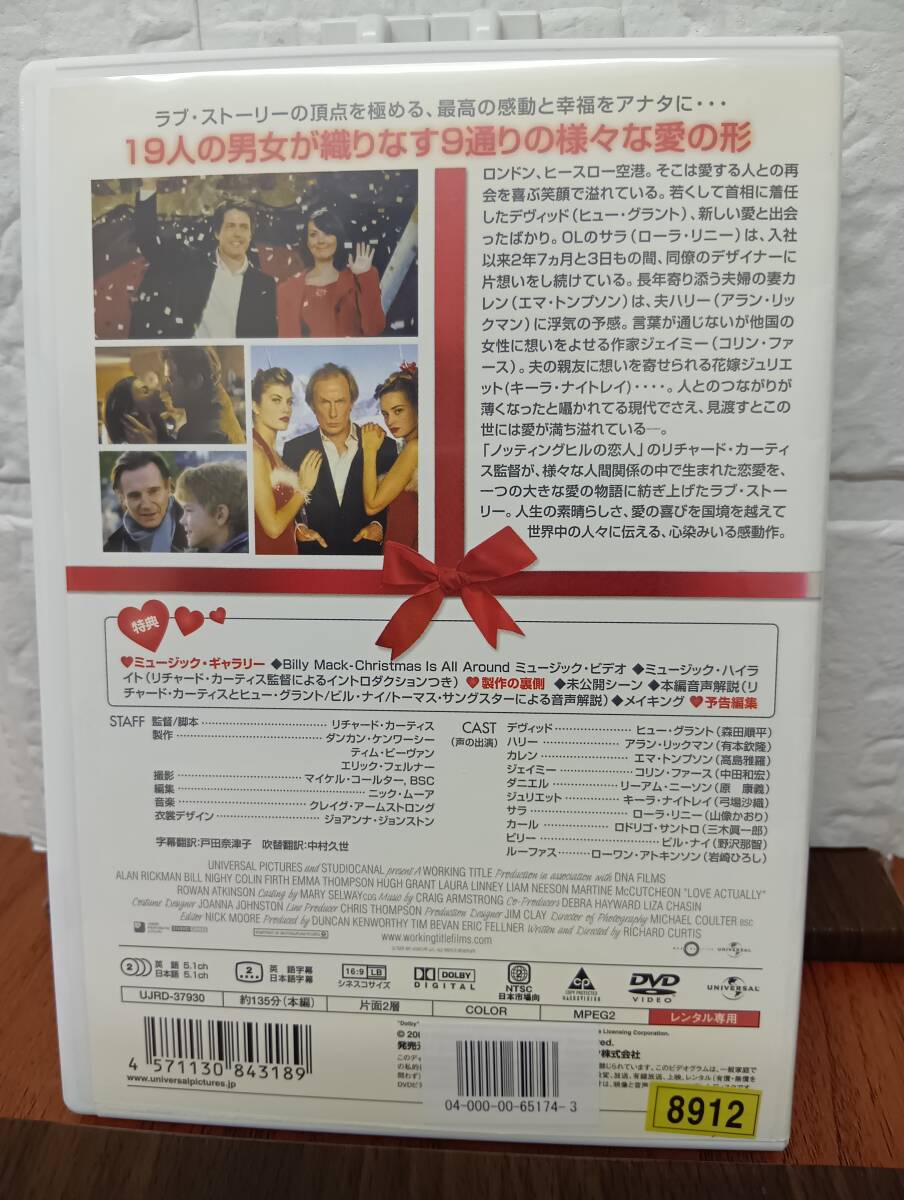 ラブ・ストーリーの頂点を極める、最高の感動と幸福をアナタに・・・
19人の男女が織りなす9通りの様々な愛の形
ロンドン、ヒースロー空港。そこは愛する人との再
会を喜ぶ笑顔で溢れている。若くして首相に着任
したデヴィッド（ヒュー・グラント）、新しい愛と出会
ったばかり。OLのサラ（ローラ・リニー）は、入社
以来2年7ヵ月と3日もの間、同僚のデザイナーに
片想いをし続けている。長年寄り添う夫婦の妻カ
レン（エマ・トンプソン）は、夫ハリー（アラン・リッ
クマン）に浮気の予感。言葉が通じないが他国の
女性に想いをよせる作家ジェイミー（コリン・ファ
ース）。夫の親友に想いを寄せられる花嫁ジュリエ
ット（キーラ・ナイトレイ）・・・・。人とのつながりが
薄くなったと囁かれてる現代でさえ、見渡すとこの
世には愛が満ち溢れている─。
「ノッティングヒルの恋人」のリチャード・カーティ
ス監督が、様々な人間関係の中で生まれた恋愛を、
一つの大きな愛の物語に紡ぎ上げたラブ・ストー
リー。人生の素晴らしさ、愛の喜びを国境を越えて
世界中の人々に伝える、心染みいる感動作。
特典
♥ミュージック・ギャラリー ◆Billy Mack-Christmas Is All Around ミュージック・ビデオ ◆ミュージック・ハイラ
イト（リチャード・カーティス監督によるイントロダクションつき） ♥製作の裏側 ◆未公開シーン ◆本編音声解説（リ
チャード・カーティスとヒュー・グラント/ビル・ナイ/トーマス・サングスターによる音声解説） ◆メイキング ♥予告編集
STAFF 監督/脚本 リチャード・カーティス
製作 ダンカン・ケンワーシー
ティム・ビーヴァン
エリック・フェルナー
撮影 マイケル・コールター, BSC
編集 ニック・ムーア
音楽 クレイグ・アームストロング
衣裳デザイン ジョアンナ・ジョンストン
字幕翻訳：戸田奈津子 吹替翻訳：中村久世
CAST デヴィッド ヒュー・グラント（森田順平）
（声の出演） ハリー アラン・リックマン（有本欽隆）
カレン エマ・トンプソン（高島雅羅）
ジェイミー コリン・ファース（中田和宏）
ダニエル リーアム・ニーソン（原 康義）
ジュリエット キーラ・ナイトレイ（弓場沙織）
サラ ローラ・リニー（山像かおり）
カール ロドリゴ・サントロ（三木眞一郎）
ビリー ビル・ナイ（野沢那智）
ルーファス ローワン・アトキンソン（岩崎ひろし）
UNIVERSAL PICTURES and STUDIOCANAL present A WORKING TITLE Production in association with DNA FILMS
ALAN RICKMAN BILL NIGHY COLIN FIRTH EMMA THOMPSON HUGH GRANT LAURA LINNEY LIAM NEESON MARTINE McCUTCHEON "LOVE ACTUALLY"
ROWAN ATKINSON Casting by MARY SELWAY CDG Music by CRAIG ARMSTRONG Co-Producers DEBRA HAYWARD LIZA CHASIN
Costume Designer JOANNA JOHNSTON Line Producer CHRIS THOMPSON Production Designer JIM CLAY Director of Photography MICHAEL COULTER BSC
Editor NICK MOORE Produced by DUNCAN KENWORTHY TIM BEVAN ERIC FELLNER Written and Directed by RICHARD CURTIS
www.workingtitlefilms.com
2 英 語 5.1ch
日本語 5.1ch
2 英 語字幕
日本語字幕
16:9 LB
シネスコサイズ
DOLBY
DIGITAL
NTSC
日本市場向
COPY PROTECTED
MACROVISION
DVD
VIDEO
UNIVERSAL
UJRD-37930 約135分（本編） 片面2層 COLOR MPEG2 レンタル専用
4 571130 843189
www.universalpictures.jp
04-000-00-65174-3
8912